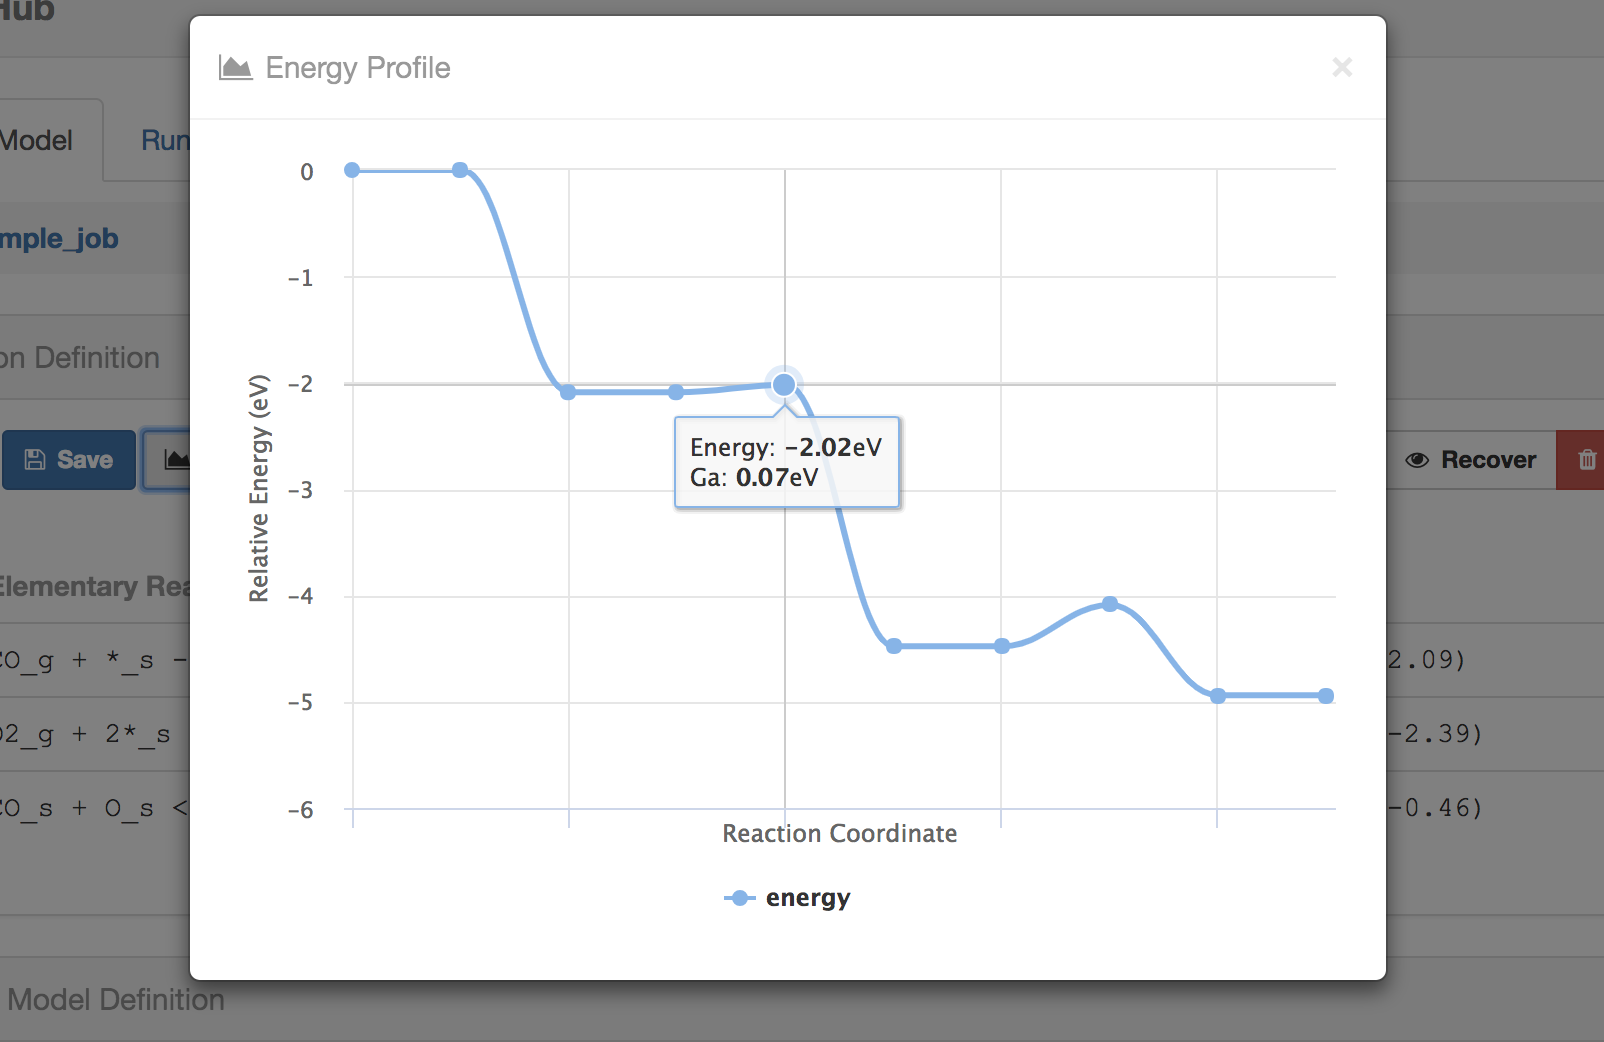 Hub
Energy Profile
×
Model
Run
mple_job
on Definition
Save
Recover
Elementary Rea
CO_g + *_s -
2.09)
O2_g + 2*_s
-2.39)
CO_s + O_s <
-0.46)
Model Definition
0
-1
-2
-3
-4
-5
-6
Relative Energy (eV)
Energy: -2.02eV
Ga: 0.07eV
Reaction Coordinate
energy